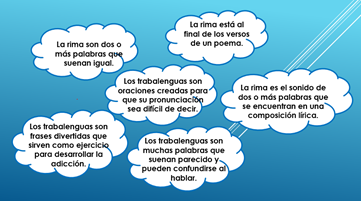 La rima son dos o
más palabras que
suenan igual.
La rima está al
final de los versos
de un poema.
Los trabalenguas son
oraciones creadas para
que su pronunciación
sea difícil de decir.
La rima es el sonido de
dos o más palabras que
se encuentran en una
composición lírica.
Los trabalenguas son
frases divertidas que
sirven como ejercicio
para desarrollar la
adicción.
Los trabalenguas son
muchas palabras que
suenan parecido y
pueden confundirse al
hablar.